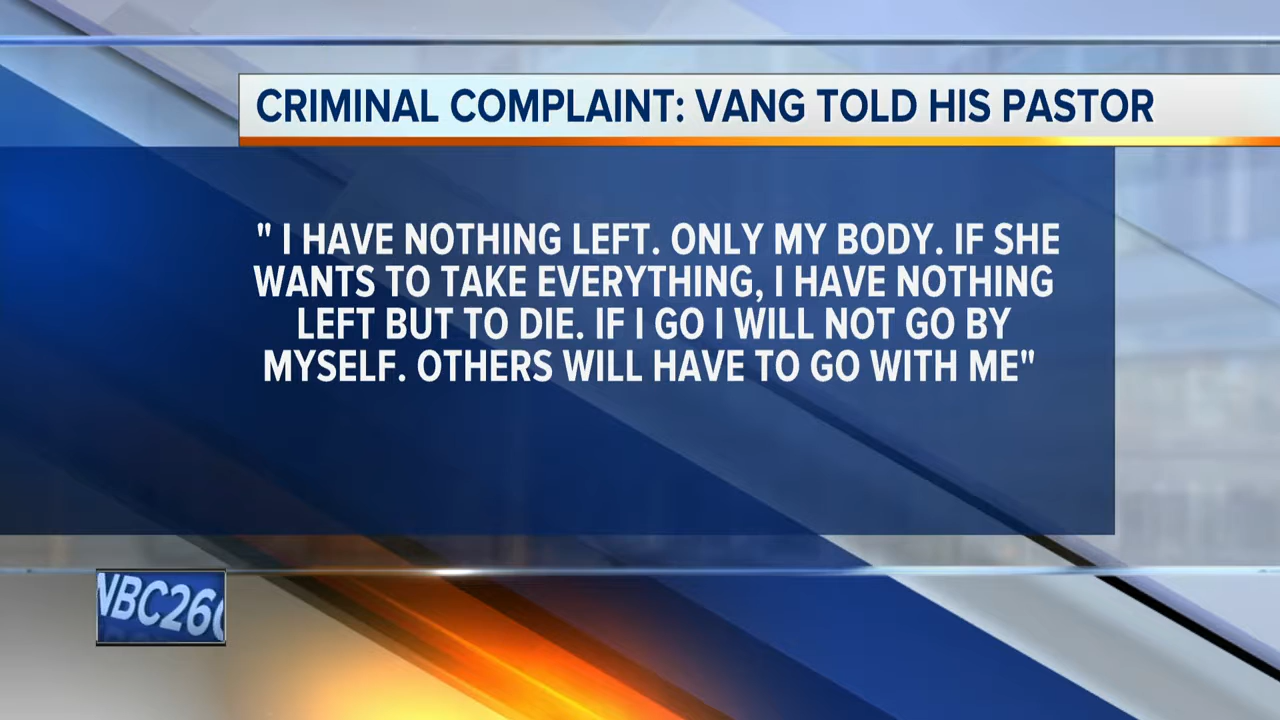 CRIMINAL COMPLAINT: VANG TOLD HIS PASTOR
" I HAVE NOTHING LEFT. ONLY MY BODY. IF SHE
WANTS TO TAKE EVERYTHING, I HAVE NOTHING
LEFT BUT TO DIE. IF I GO I WILL NOT GO BY
MYSELF. OTHERS WILL HAVE TO GO WITH ME"
NBC26